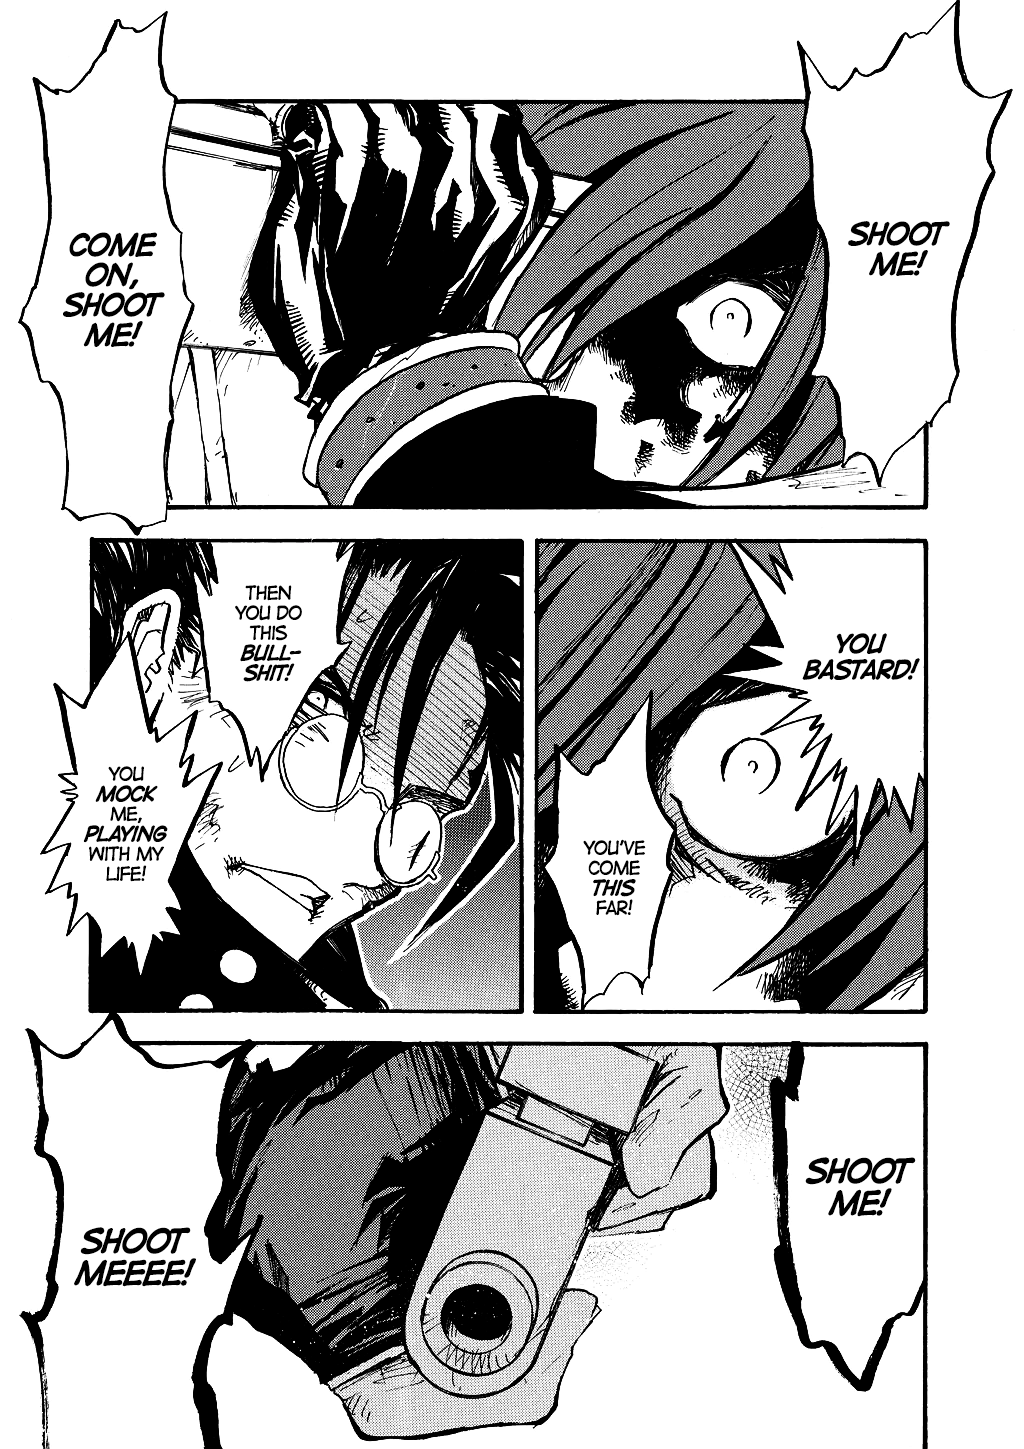 SHOOT
ME!
COME
ON,
SHOOT
ME!
YOU
BASTARD!
YOU'VE
COME
THIS
FAR!
THEN
YOU DO
THIS
BULL-
SHIT!
YOU
MOCK
ME,
PLAYING
WITH MY
LIFE!
SHOOT
ME!
SHOOT
MEEEE!